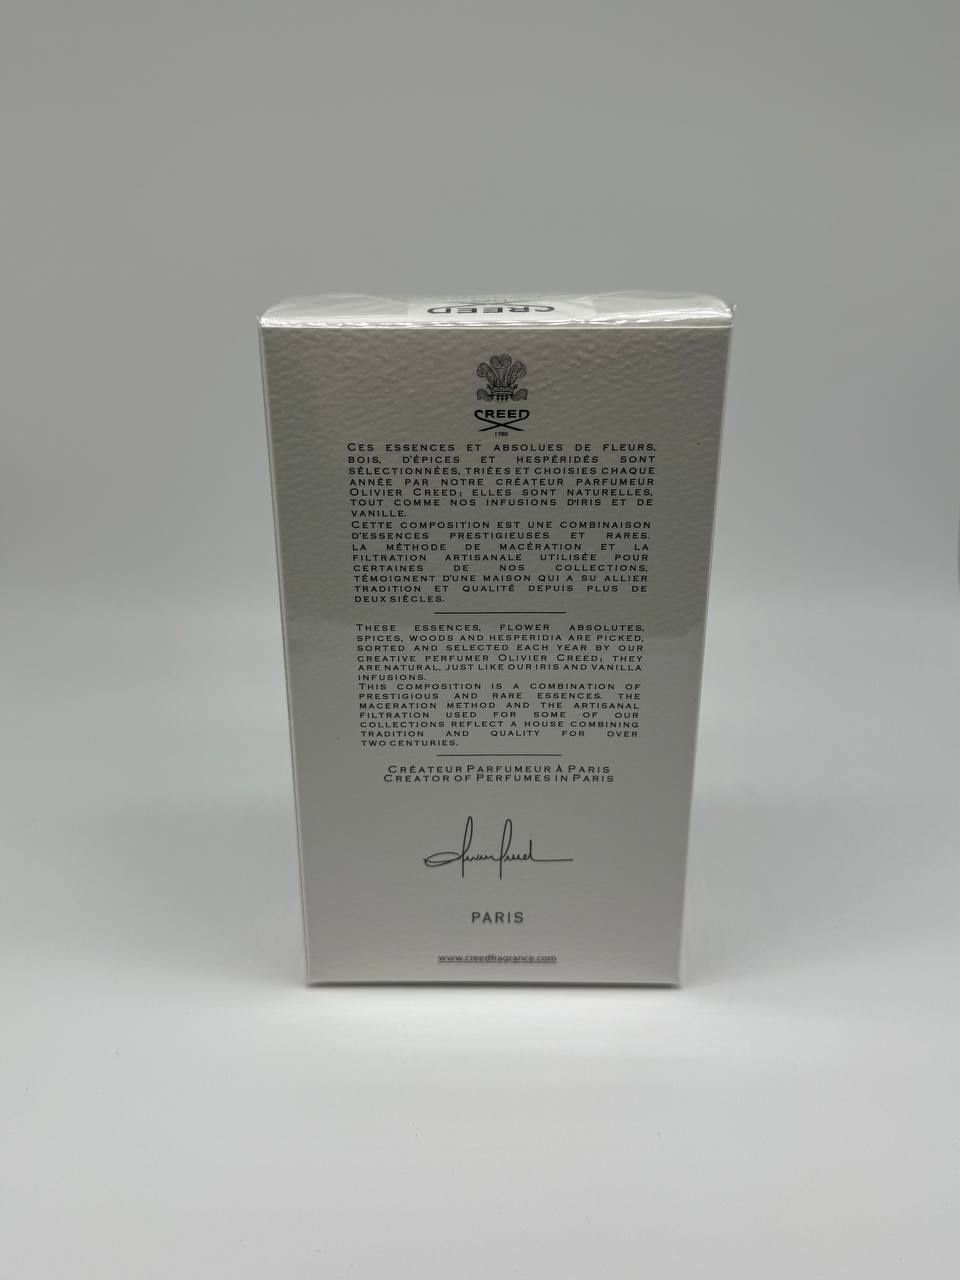 CREED
CREED
1760
CES ESSENCES ET ABSOLUES DE FLEURS,
BOIS, D'ÉPICES ET HESPÉRIDÉS SONT
SÉLECTIONNÉES, TRIÉES ET CHOISIES CHAQUE
ANNÉE PAR NOTRE CRÉATEUR PARFUMEUR
OLIVIER CREED; ELLES SONT NATURELLES,
TOUT COMME NOS INFUSIONS D'IRIS ET DE
VANILLE.
CETTE COMPOSITION EST UNE COMBINAISON
D'ESSENCES PRESTIGIEUSES ET RARES.
LA MÉTHODE DE MACÉRATION ET LA
FILTRATION ARTISANALE UTILISÉE POUR
CERTAINES DE NOS COLLECTIONS,
TÉMOIGNENT D'UNE MAISON QUI A SU ALLIER
TRADITION ET QUALITÉ DEPUIS PLUS DE
DEUX SIÈCLES.
THESE ESSENCES, FLOWER ABSOLUTES,
SPICES, WOODS AND HESPERIDIA ARE PICKED,
SORTED AND SELECTED EACH YEAR BY OUR
CREATIVE PERFUMER OLIVIER CREED; THEY
ARE NATURAL, JUST LIKE OUR IRIS AND VANILLA
INFUSIONS.
THIS COMPOSITION IS A COMBINATION OF
PRESTIGIOUS AND RARE ESSENCES. THE
MACERATION METHOD AND THE ARTISANAL
FILTRATION USED FOR SOME OF OUR
COLLECTIONS REFLECT A HOUSE COMBINING
TRADITION AND QUALITY FOR OVER
TWO CENTURIES.
CRÉATEUR PARFUMEUR À PARIS
CREATOR OF PERFUMES IN PARIS
PARIS
www.creedfragrance.com